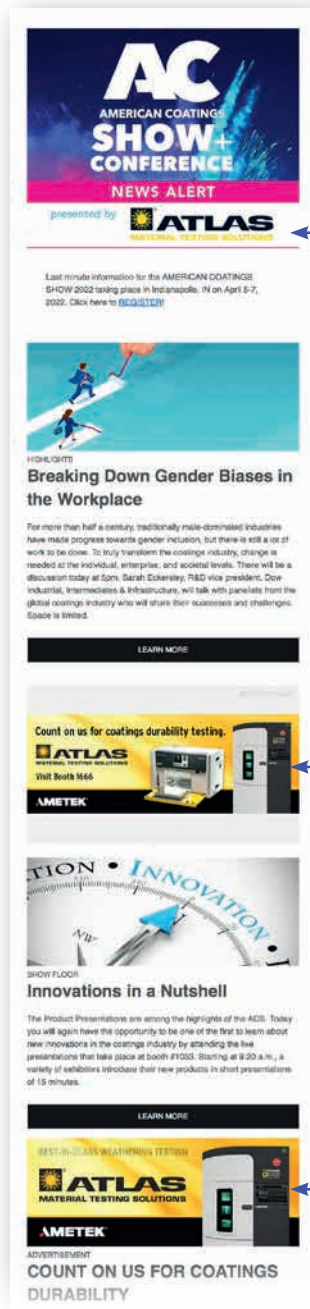 AC
AMERICAN COATINGS
SHOW+
CONFERENCE
NEWS ALERT
presented by ATLAS
MATERIAL TESTING SOLUTIONS
Last minute information for the AMERICAN COATINGS
SHOW 2022 taking place in Indianapolis, IN on April 5-7,
2022. Click here to REGISTER!
HIGHLIGHTS
Breaking Down Gender Biases in
the Workplace
For more than half a century, traditionally male-dominated industries
have made progress towards gender inclusion, but there is still a lot of
work to be done. To truly transform the coatings industry, change is
needed at the individual, enterprise, and societal levels. There will be a
discussion today at 5pm. Sarah Eckersley, R&D vice president, Dow
Industrial, Intermediates & Infrastructure, will talk with panelists from the
global coatings industry who will share their successes and challenges.
Space is limited.
LEARN MORE
Count on us for coatings durability testing.
ATLAS
MATERIAL TESTING SOLUTIONS
Visit Booth 1666
AMETEK
TION • INNOVATION
NW
SHOW FLOOR
Innovations in a Nutshell
The Product Presentations are among the highlights of the ACS. Today
you will again have the opportunity to be one of the first to learn about
new innovations in the coatings industry by attending the live
presentations that take place at booth #1053. Starting at 9:20 a.m., a
variety of exhibitors introduce their new products in short presentations
of 15 minutes.
LEARN MORE
BEST-IN-CLASS WEATHERING TESTING
ATLAS
MATERIAL TESTING SOLUTIONS
AMETEK
ADVERTISEMENT
COUNT ON US FOR COATINGS
DURABILITY